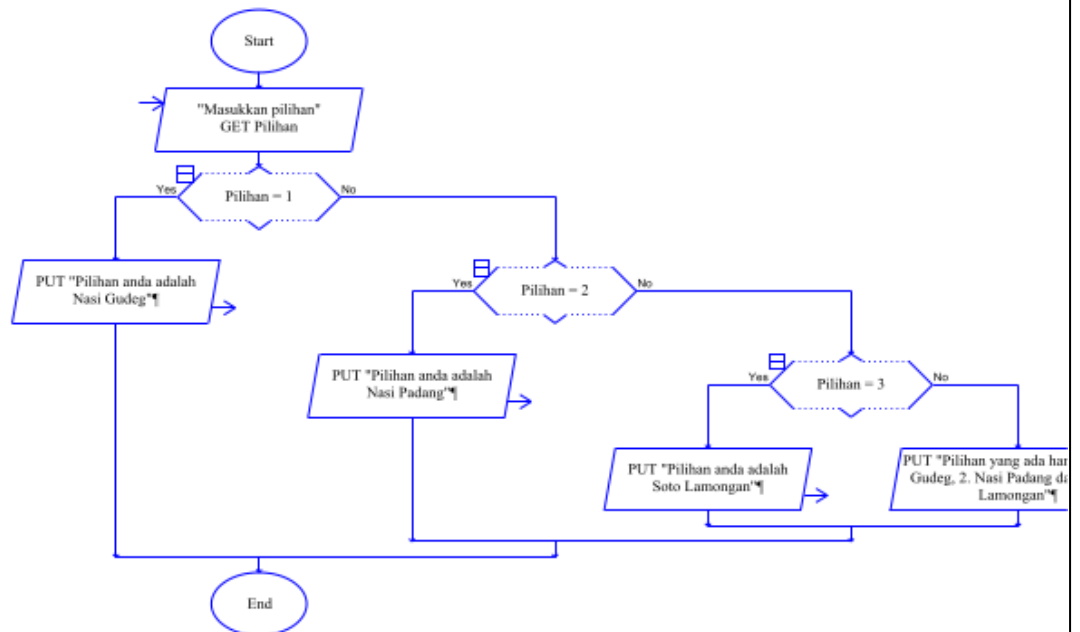 Start
"Masukkan pilihan"
GET Pilihan
Yes
Pilihan = 1
No
PUT "Pilihan anda adalah
Nasi Gudeg"¶
Yes
Pilihan = 2
No
PUT "Pilihan anda adalah
Nasi Padang"¶
Yes
Pilihan = 3
No
PUT "Pilihan anda adalah
Soto Lamongan"¶
PUT "Pilihan yang ada
Gudeg, 2. Nasi Padang
Lamongan"¶
End